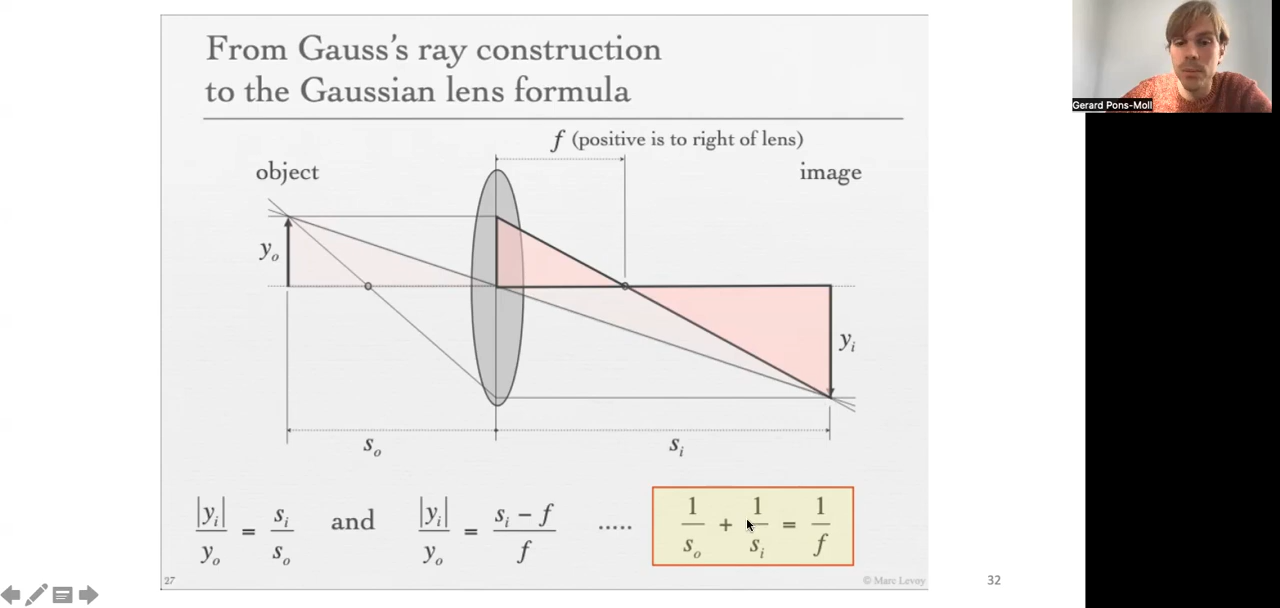 From Gauss's ray construction
to the Gaussian lens formula
f (positive is to right of lens)
object
image
y_o
y_i
s_o
s_i
|y_i| / y_o = s_i / s_o and |y_i| / y_o = (s_i − f) / f ..... 1 / s_o + 1 / s_i = 1 / f
27
© Marc Levoy
32
Gerard Pons-Moll